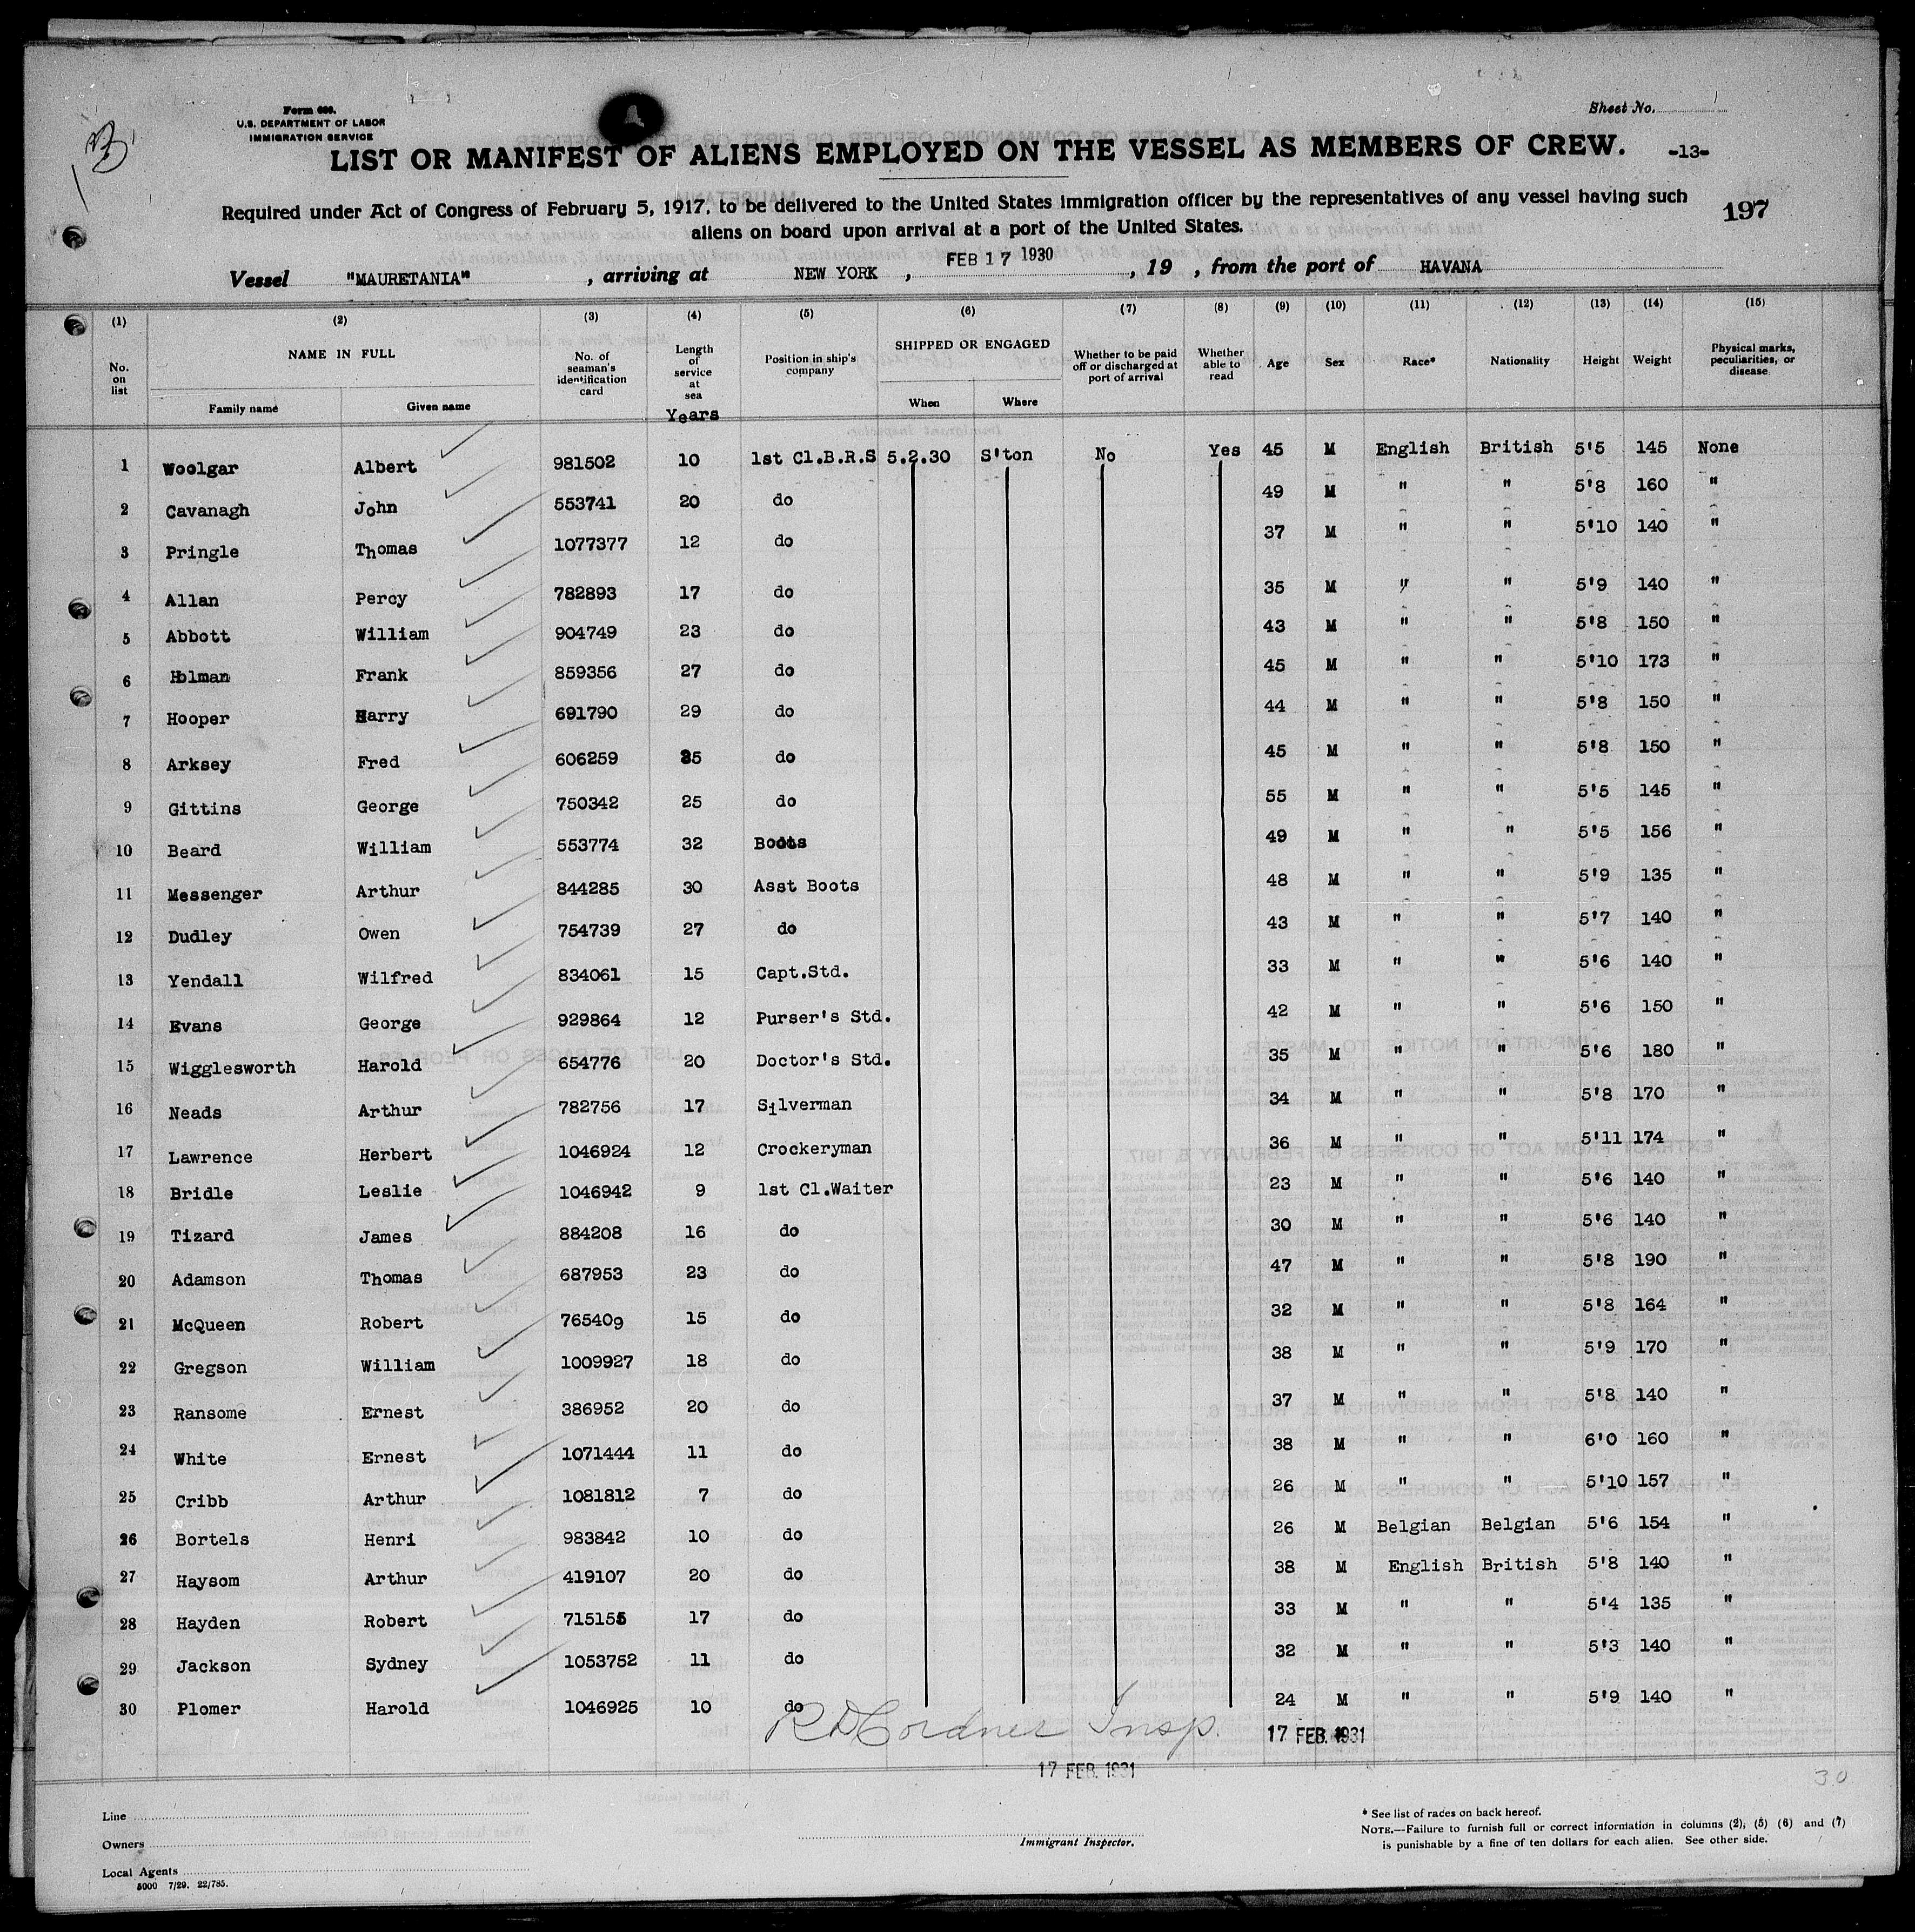 Form 680.
U.S. DEPARTMENT OF LABOR
IMMIGRATION SERVICE
Sheet No.
LIST OR MANIFEST OF ALIENS EMPLOYED ON THE VESSEL AS MEMBERS OF CREW. -13-
Required under Act of Congress of February 5, 1917, to be delivered to the United States immigration officer by the representatives of any vessel having such
aliens on board upon arrival at a port of the United States.
197
Vessel "MAURETANIA", arriving at NEW YORK, FEB 17 1930, 19 , from the port of HAVANA
(1) (2) (3) (4) (5) (6) (7) (8) (9) (10) (11) (12) (13) (14) (15)
No. on list NAME IN FULL Family name Given name No. of seaman's identification card Length of service at sea Years Position in ship's company SHIPPED OR ENGAGED When Where Whether to be paid off or discharged at port of arrival Whether able to read Age Sex Race* Nationality Height Weight Physical marks, peculiarities, or disease
1 Woolgar Albert 981502 10 1st Cl.B.R.S 5.2.30 S'ton No Yes 45 M English British 5'5 145 None
2 Cavanagh John 553741 20 do 49 M " " 5'8 160 "
3 Pringle Thomas 1077377 12 do 37 M " " 5'10 140 "
4 Allan Percy 782893 17 do 35 M " " 5'9 140 "
5 Abbott William 904749 23 do 43 M " " 5'8 150 "
6 Holman Frank 859356 27 do 45 M " " 5'10 173 "
7 Hooper Harry 691790 29 do 44 M " " 5'8 150 "
8 Arksey Fred 606259 25 do 45 M " " 5'8 150 "
9 Gittins George 750342 25 do 55 M " " 5'5 145 "
10 Beard William 553774 32 Boots 49 M " " 5'5 156 "
11 Messenger Arthur 844285 30 Asst Boots 48 M " " 5'9 135 "
12 Dudley Owen 754739 27 do 43 M " " 5'7 140 "
13 Yendall Wilfred 834061 15 Capt.Std. 33 M " " 5'6 140 "
14 Evans George 929864 12 Purser's Std. 42 M " " 5'6 150 "
15 Wigglesworth Harold 654776 20 Doctor's Std. 35 M " " 5'6 180 "
16 Neads Arthur 782756 17 Silverman 34 M " " 5'8 170 "
17 Lawrence Herbert 1046924 12 Crockeryman 36 M " " 5'11 174 "
18 Bridle Leslie 1046942 9 1st Cl.Waiter 23 M " " 5'6 140 "
19 Tizard James 884208 16 do 30 M " " 5'6 140 "
20 Adamson Thomas 687953 23 do 47 M " " 5'8 190 "
21 McQueen Robert 765409 15 do 32 M " " 5'8 164 "
22 Gregson William 1009927 18 do 38 M " " 5'9 170 "
23 Ransome Ernest 386952 20 do 37 M " " 5'8 140 "
24 White Ernest 1071444 11 do 38 M " " 6'0 160 "
25 Cribb Arthur 1081812 7 do 26 M " " 5'10 157 "
26 Bortels Henri 983842 10 do 26 M Belgian Belgian 5'6 154 "
27 Haysom Arthur 419107 20 do 38 M English British 5'8 140 "
28 Hayden Robert 715155 17 do 33 M " " 5'4 135 "
29 Jackson Sydney 1053752 11 do 32 M " " 5'3 140 "
30 Plomer Harold 1046925 10 do 24 M " " 5'9 140 "
R D Cordner Insp. 17 FEB. 1931
17 FEB. 1931
30
Line
Owners
Local Agents
5000 7/29. 22/785.
Immigrant Inspector.
* See list of races on back hereof.
NOTE.—Failure to furnish full or correct information in columns (2), (5) (6) and (7)
is punishable by a fine of ten dollars for each alien. See other side.